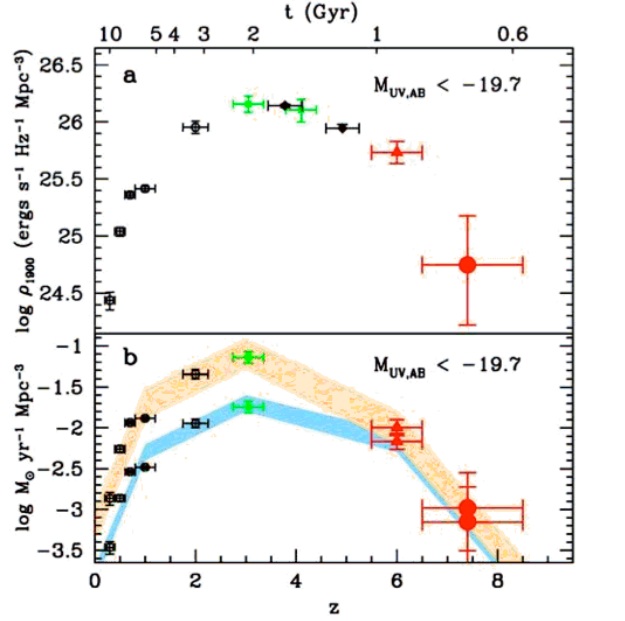 t (Gyr)
10 5 4 3 2 1 0.6
a
M_UV,AB < −19.7
26.5
26
25.5
25
24.5
log ρ₁₉₀₀ (ergs s⁻¹ Hz⁻¹ Mpc⁻³)
b
M_UV,AB < −19.7
−1
−1.5
−2
−2.5
−3
−3.5
log M⊙ yr⁻¹ Mpc⁻³
0 2 4 6 8
z